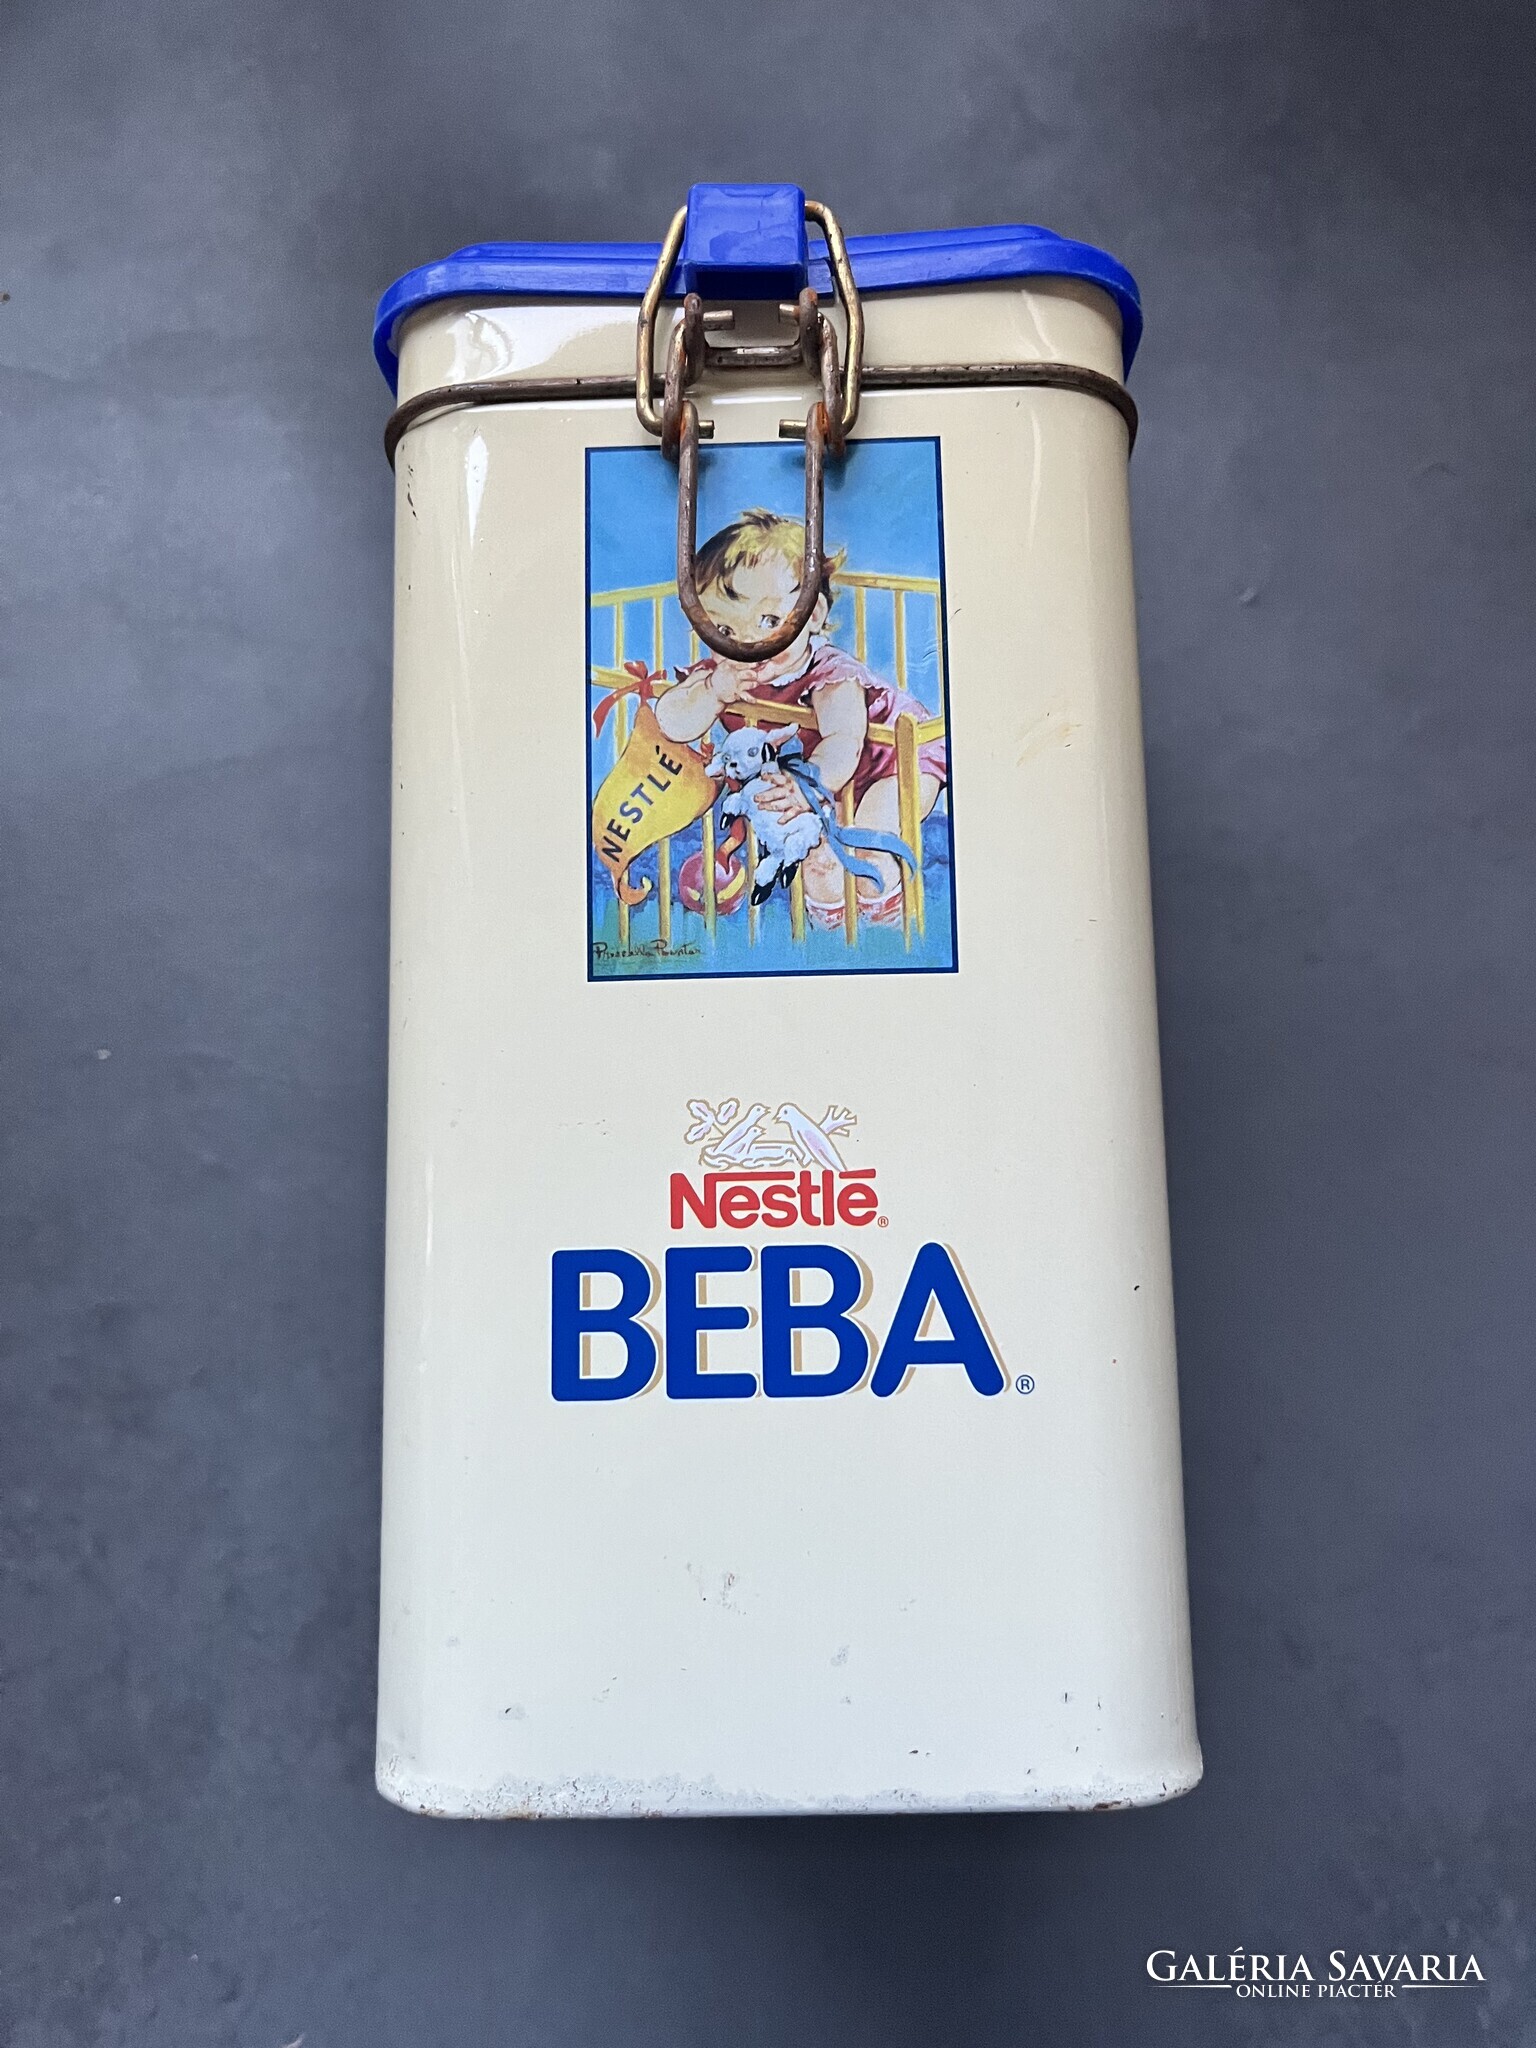 NESTLÉ
Nestlé®
BEBA®
GALÉRIA SAVARIA
ONLINE PIACTÉR